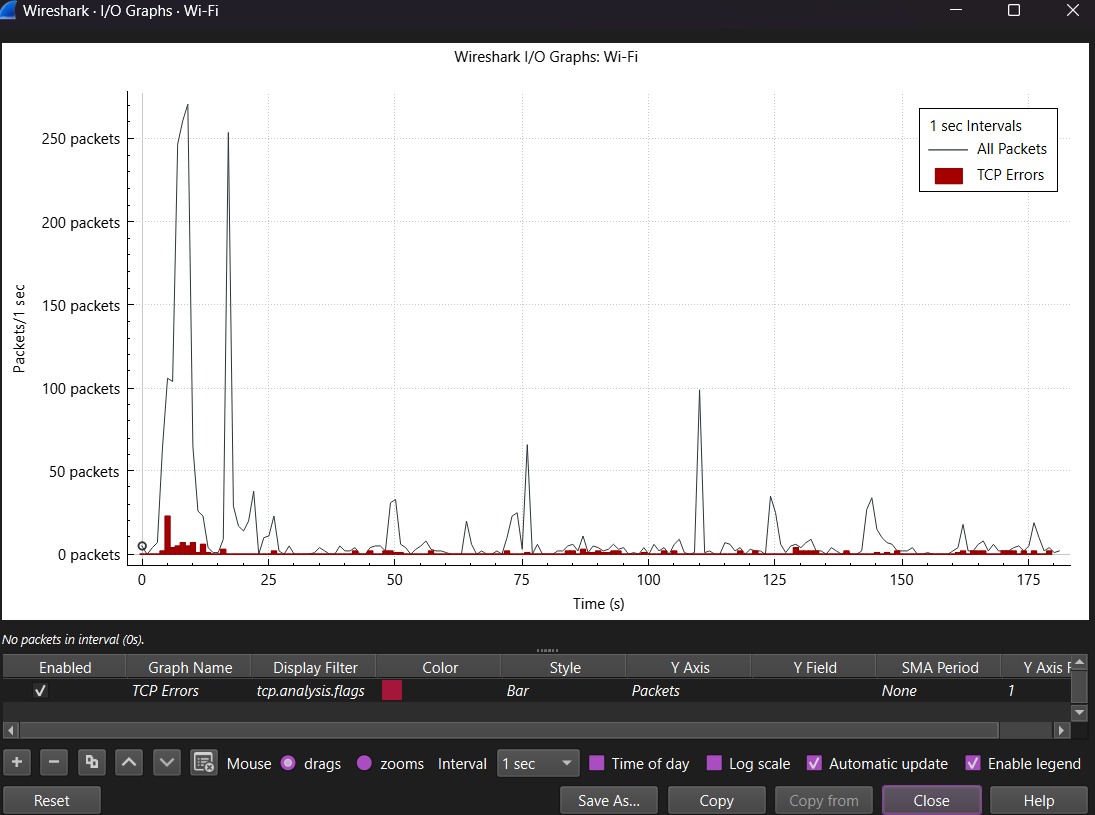 Wireshark · I/O Graphs · Wi-Fi
Wireshark I/O Graphs: Wi-Fi
250 packets
200 packets
150 packets
100 packets
50 packets
0 packets
Packets/1 sec
1 sec Intervals
All Packets
TCP Errors
0 25 50 75 100 125 150 175
Time (s)
No packets in interval (0s).
Enabled Graph Name Display Filter Color Style Y Axis Y Field SMA Period Y Axis F
TCP Errors tcp.analysis.flags Bar Packets None 1
Mouse drags zooms Interval 1 sec Time of day Log scale Automatic update Enable legend
Reset Save As... Copy Copy from Close Help